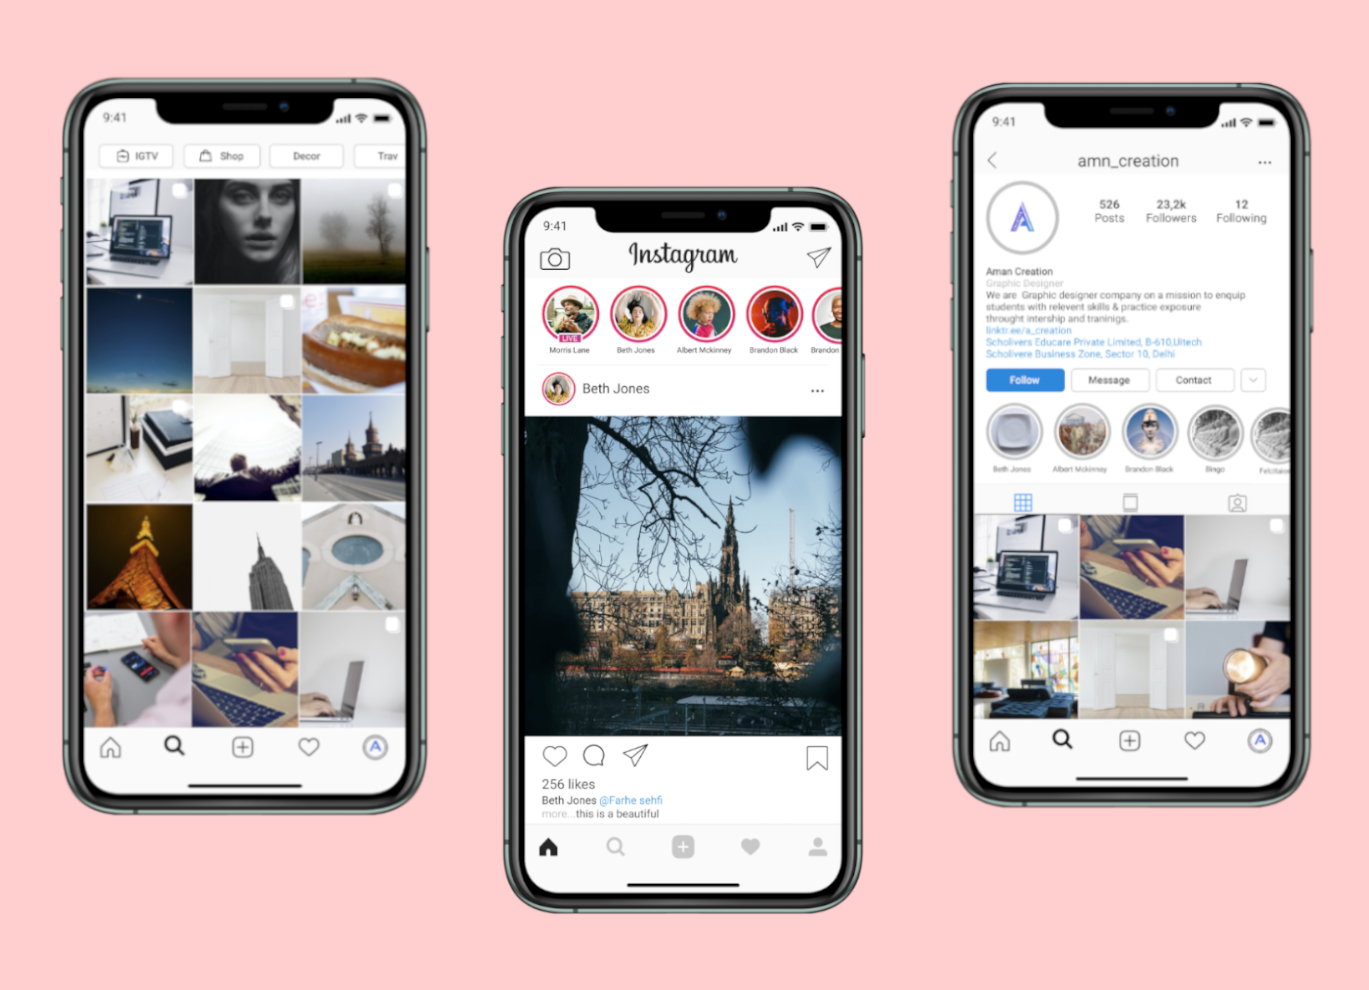 9:41
IGTV
Shop
Decor
Trav
9:41
Instagram
LIVE
Morris Lane
Beth Jones
Albert Mckinney
Brandon Black
Brandon
Beth Jones
256 likes
Beth Jones @Farhe sehfi
more...this is a beautiful
9:41
amn_creation
526 23,2k 12
Posts Followers Following
Aman Creation
Graphic Designer
We are Graphic designer company on a mission to enquip
students with relevent skills & practice exposure
throught intership and traninigs.
linktr.ee/a_creation
Scholivers Educare Private Limited, B-610,Uitech
Scholivere Business Zone, Sector 10, Delhi
Follow
Message
Contact
Beth Jones
Albert Mckinney
Brandon Black
Bingo